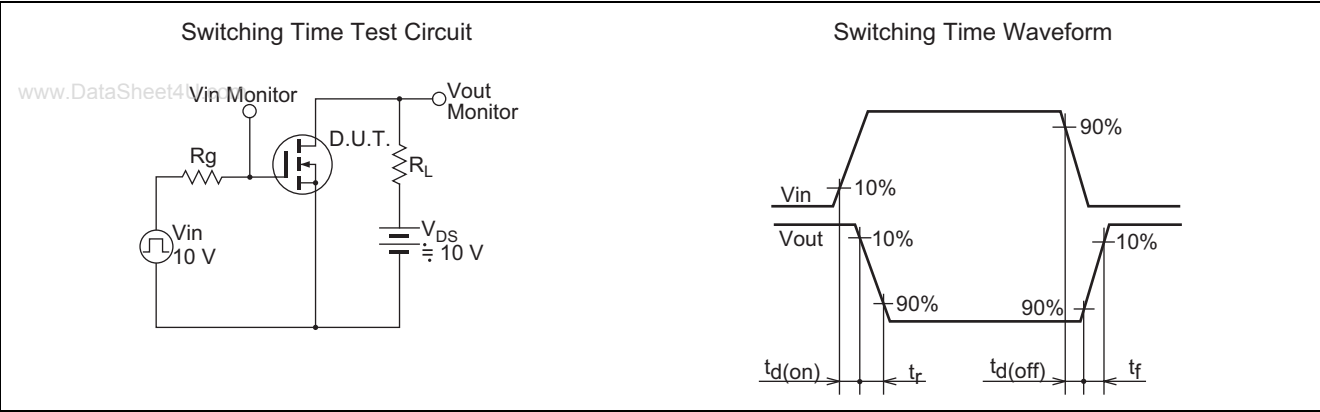 Switching Time Test Circuit
Switching Time Waveform
www.DataSheet4U.com
Vin Monitor
Vout
Monitor
D.U.T.
Rg
RL
Vin
10 V
VDS
≒ 10 V
Vin
10%
90%
Vout
10%
90%
90%
10%
td(on)
tr
td(off)
tf